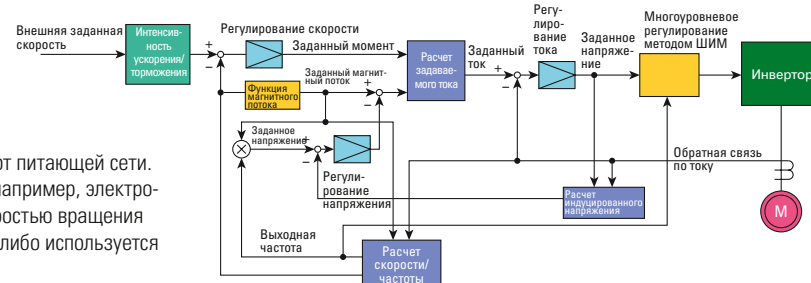 Внешняя заданная
скорость
Интенсив-
ность
ускорения/
торможения
+
−
Регулирование скорости
Заданный момент
Функция
магнитного
потока
Заданный магнит-
ный поток
+
−
Расчет
задавае-
мого тока
Заданный
ток
+
−
Регу-
лиро-
вание
тока
Заданное
напряже-
ние
Многоуровневое
регулирование
методом ШИМ
Инвертор
Заданное
напряжение
+
−
Регули-
рование
напряжения
Расчет
индуцированного
напряжения
Обратная связь
по току
M
Выходная
частота
Расчет
скорости/
частоты
от питающей сети.
например, электро-
ростью вращения
либо используется